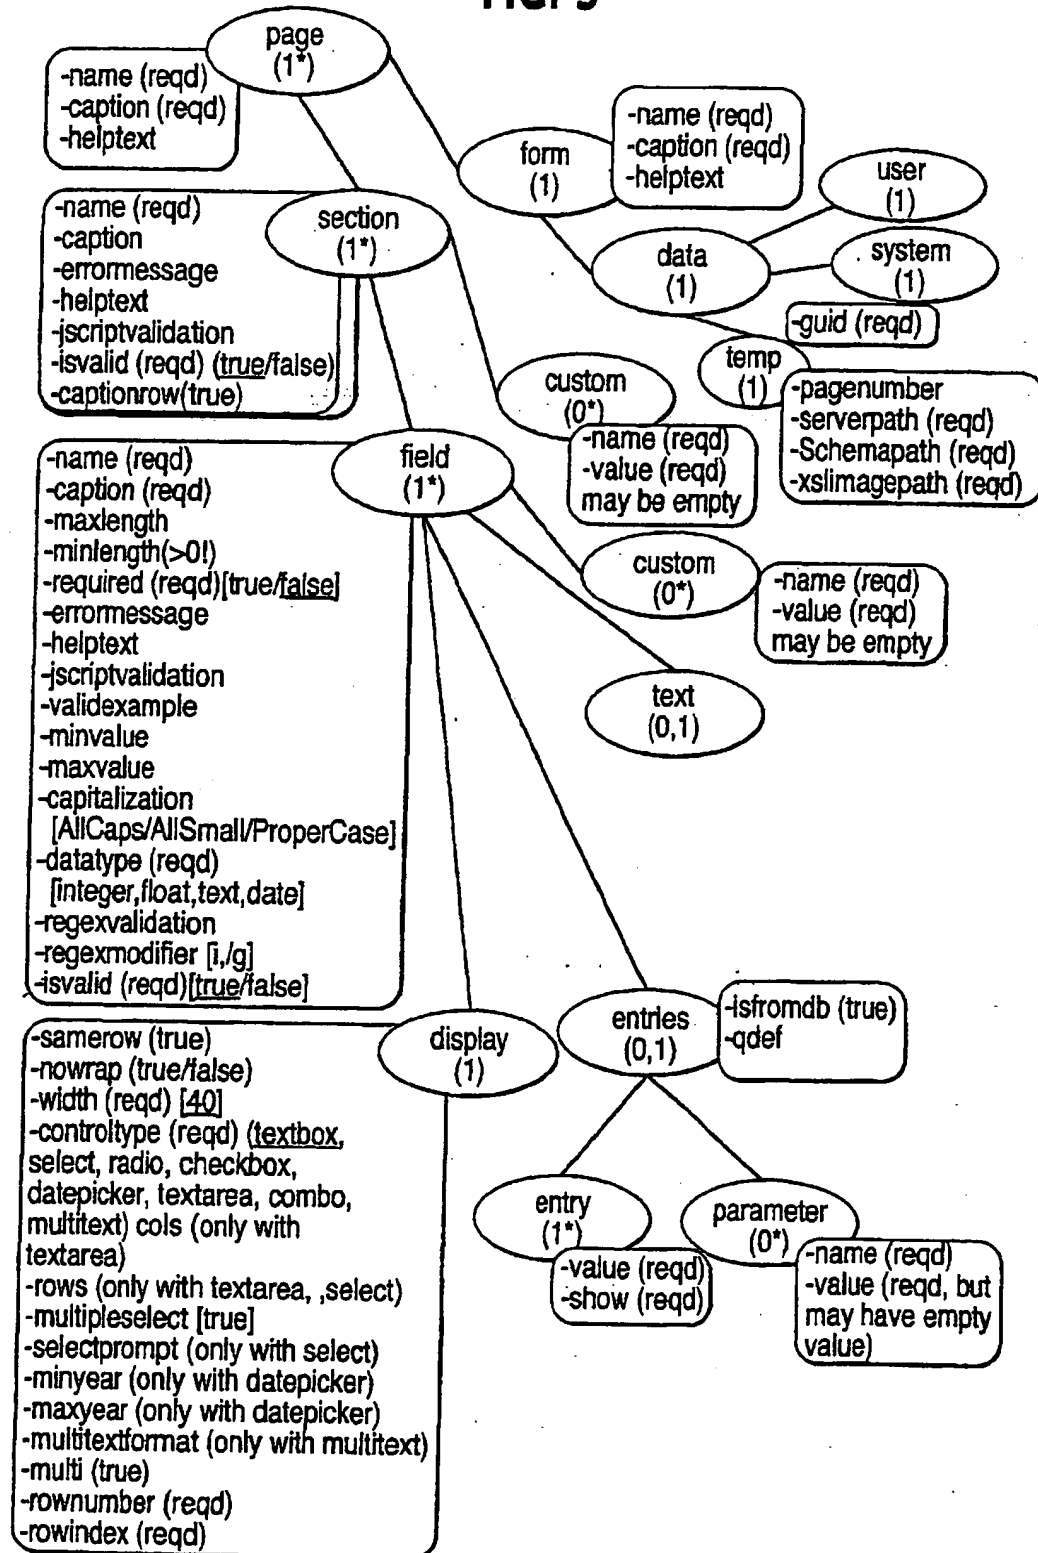 page
(1*)
-name (reqd)
-caption (reqd)
-helptext
form
(1)
-name (reqd)
-caption (reqd)
-helptext
user
(1)
data
(1)
system
(1)
-guid (reqd)
temp
(1)
-pagenumber
-serverpath (reqd)
-Schemapath (reqd)
-xslimagepath (reqd)
section
(1*)
-name (reqd)
-caption
-errormessage
-helptext
-jscriptvalidation
-isvalid (reqd) (true/false)
-captionrow(true)
custom
(0*)
-name (reqd)
-value (reqd)
may be empty
field
(1*)
-name (reqd)
-caption (reqd)
-maxlength
-minlength(>0!)
-required (reqd)[true/false]
-errormessage
-helptext
-jscriptvalidation
-validexample
-minvalue
-maxvalue
-capitalization
[AllCaps/AllSmall/ProperCase]
-datatype (reqd)
[integer,float,text,date]
-regexvalidation
-regexmodifier [i,/g]
-isvalid (reqd)[true/false]
custom
(0*)
-name (reqd)
-value (reqd)
may be empty
text
(0,1)
display
(1)
-samerow (true)
-nowrap (true/false)
-width (reqd) [40]
-controltype (reqd) (textbox,
select, radio, checkbox,
datepicker, textarea, combo,
multitext) cols (only with
textarea)
-rows (only with textarea, ,select)
-multipleselect [true]
-selectprompt (only with select)
-minyear (only with datepicker)
-maxyear (only with datepicker)
-multitextformat (only with multitext)
-multi (true)
-rownumber (reqd)
-rowindex (reqd)
entries
(0,1)
-isfromdb (true)
-qdef
entry
(1*)
-value (reqd)
-show (reqd)
parameter
(0*)
-name (reqd)
-value (reqd, but
may have empty
value)